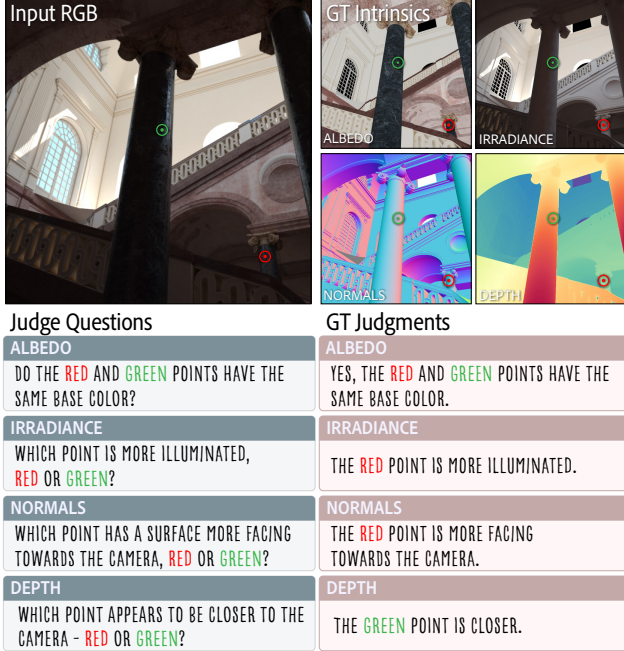 Input RGB
GT Intrinsics
ALBEDO
IRRADIANCE
NORMALS
DEPTH
Judge Questions
GT Judgments
ALBEDO
DO THE RED AND GREEN POINTS HAVE THE
SAME BASE COLOR?
ALBEDO
YES, THE RED AND GREEN POINTS HAVE THE
SAME BASE COLOR.
IRRADIANCE
WHICH POINT IS MORE ILLUMINATED,
RED OR GREEN?
IRRADIANCE
THE RED POINT IS MORE ILLUMINATED.
NORMALS
WHICH POINT HAS A SURFACE MORE FACING
TOWARDS THE CAMERA, RED OR GREEN?
NORMALS
THE RED POINT IS MORE FACING
TOWARDS THE CAMERA.
DEPTH
WHICH POINT APPEARS TO BE CLOSER TO THE
CAMERA - RED OR GREEN?
DEPTH
THE GREEN POINT IS CLOSER.